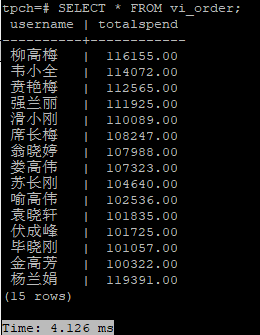 tpch=# SELECT * FROM vi_order;
username | totalspend
----------+------------
柳高梅 | 116155.00
韦小全 | 114072.00
贲艳梅 | 112565.00
强兰丽 | 111925.00
滑小刚 | 110089.00
席长梅 | 108247.00
翁晓婷 | 107988.00
娄高伟 | 107323.00
苏长刚 | 104640.00
喻高伟 | 102536.00
袁晓轩 | 101835.00
伏成峰 | 101725.00
毕晓刚 | 101057.00
金高芳 | 100322.00
杨兰娟 | 119391.00
(15 rows)
Time: 4.126 ms